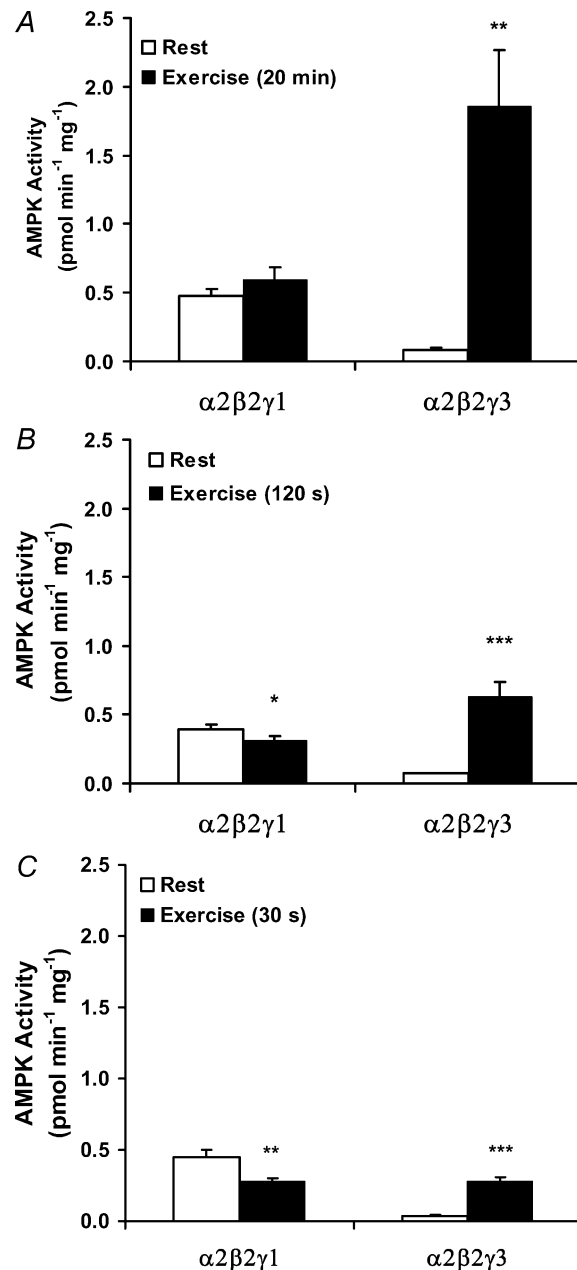 A
Rest
Exercise (20 min)
**
AMPK Activity
(pmol min⁻¹ mg⁻¹)
2.5
2.0
1.5
1.0
0.5
0.0
α2β2γ1
α2β2γ3
B
Rest
Exercise (120 s)
*
***
AMPK Activity
(pmol min⁻¹ mg⁻¹)
2.5
2.0
1.5
1.0
0.5
0.0
α2β2γ1
α2β2γ3
C
Rest
Exercise (30 s)
**
***
AMPK Activity
(pmol min⁻¹ mg⁻¹)
2.5
2.0
1.5
1.0
0.5
0.0
α2β2γ1
α2β2γ3